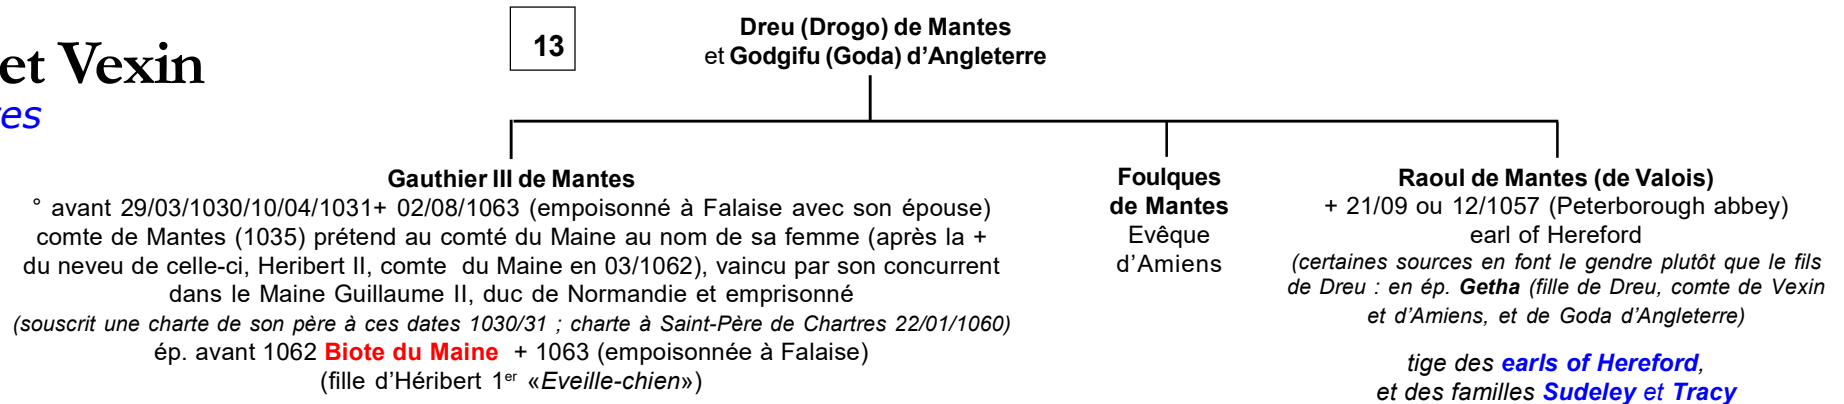 et Vexin
es
13
Dreu (Drogo) de Mantes
et Godgifu (Goda) d’Angleterre
Gauthier III de Mantes
° avant 29/03/1030/10/04/1031+ 02/08/1063 (empoisonné à Falaise avec son épouse)
comte de Mantes (1035) prétend au comté du Maine au nom de sa femme (après la +
du neveu de celle-ci, Heribert II, comte du Maine en 03/1062), vaincu par son concurrent
dans le Maine Guillaume II, duc de Normandie et emprisonné
(souscrit une charte de son père à ces dates 1030/31 ; charte à Saint-Père de Chartres 22/01/1060)
ép. avant 1062 Biote du Maine + 1063 (empoisonnée à Falaise)
(fille d’Héribert 1er «Eveille-chien»)
Foulques
de Mantes
Evêque
d’Amiens
Raoul de Mantes (de Valois)
+ 21/09 ou 12/1057 (Peterborough abbey)
earl of Hereford
(certaines sources en font le gendre plutôt que le fils
de Dreu : en ép. Getha (fille de Dreu, comte de Vexin
et d’Amiens, et de Goda d’Angleterre)
tige des earls of Hereford,
et des familles Sudeley et Tracy